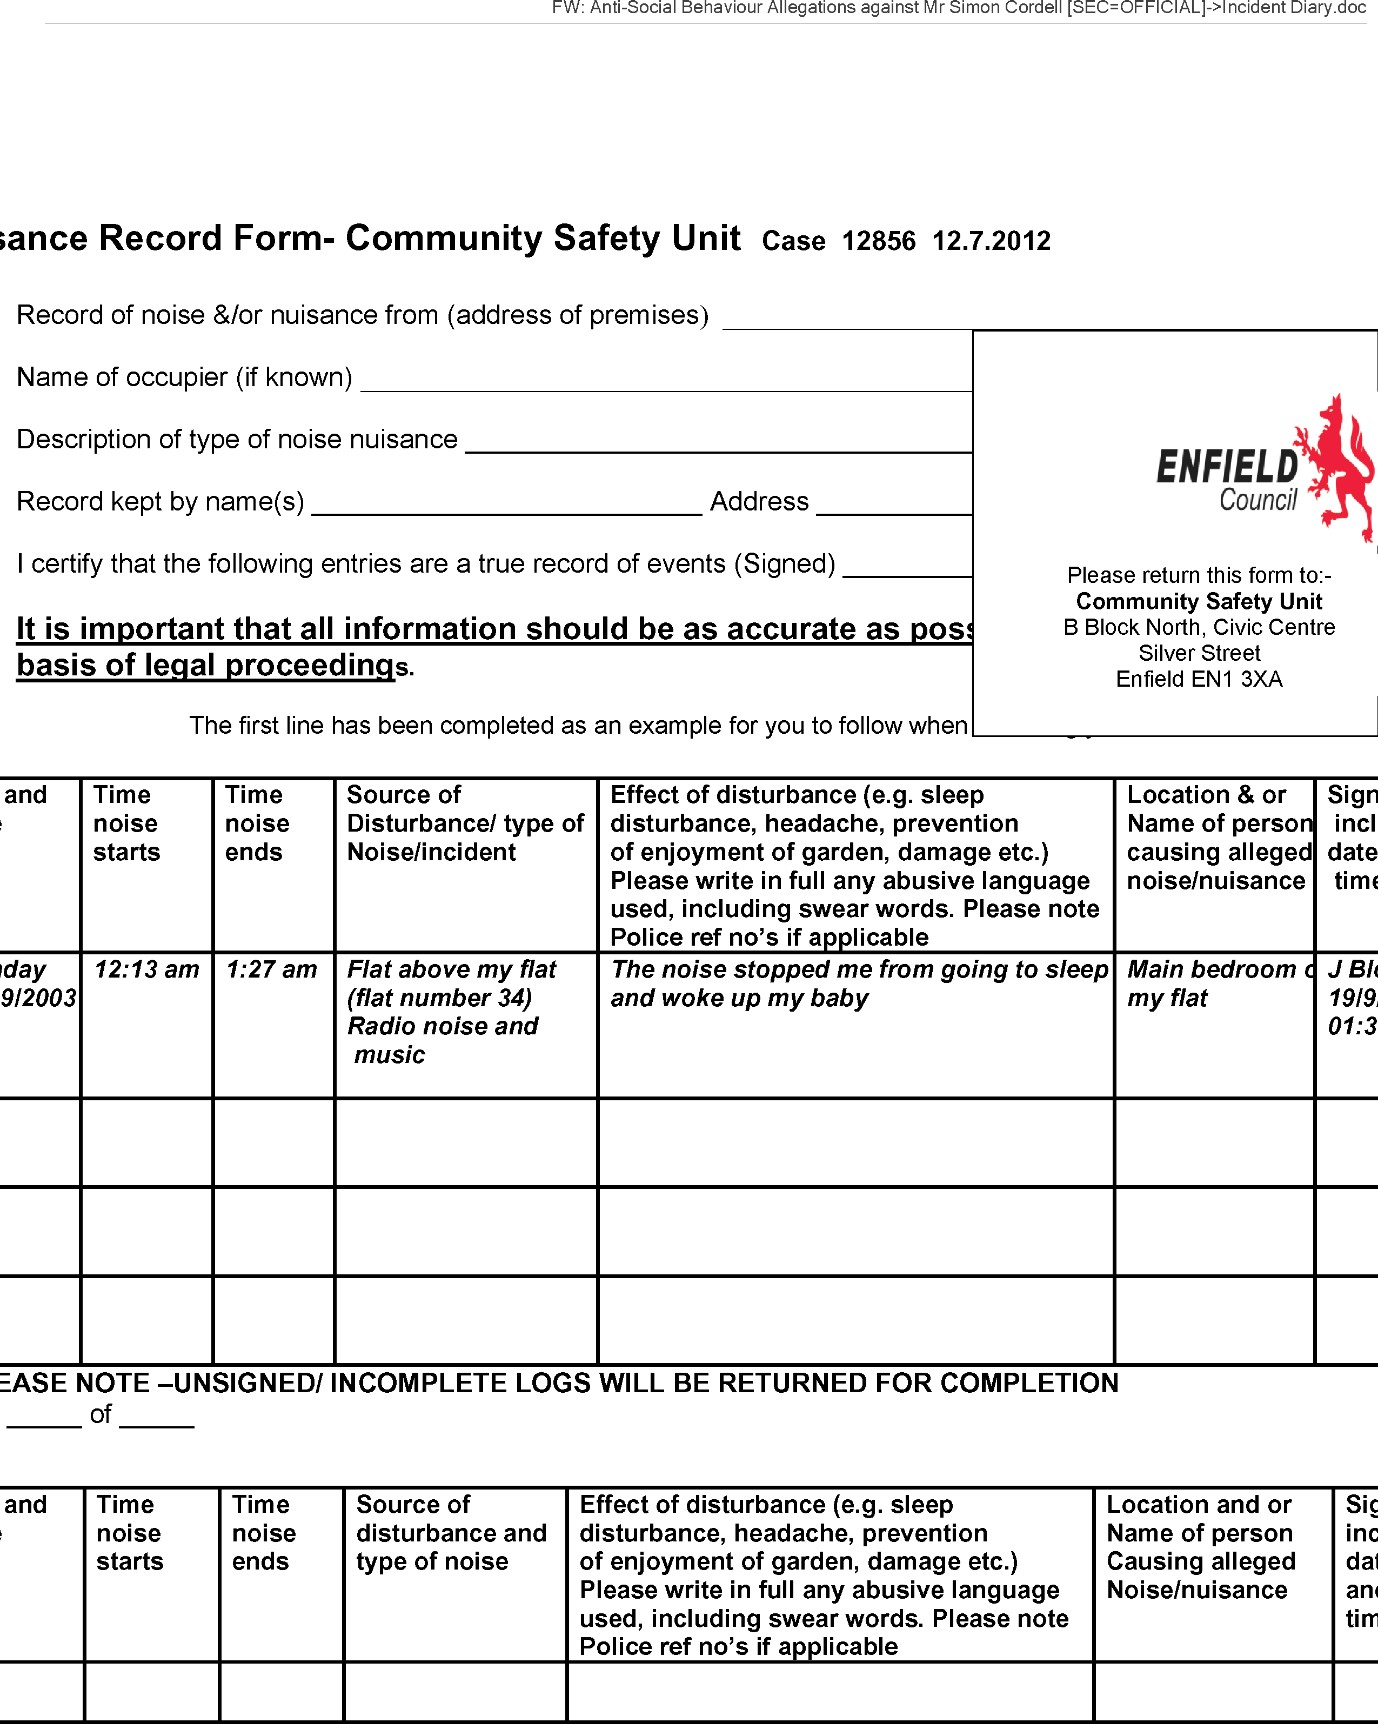 FW: Anti-Social Behaviour Allegations against Mr Simon Cordell [SEC=OFFICIAL]->Incident Diary.doc
sance Record Form- Community Safety Unit Case 12856 12.7.2012
Record of noise &/or nuisance from (address of premises)
Name of occupier (if known)
Description of type of noise nuisance
Record kept by name(s) Address
I certify that the following entries are a true record of events (Signed)
ENFIELD
Council
Please return this form to:-
Community Safety Unit
B Block North, Civic Centre
Silver Street
Enfield EN1 3XA
It is important that all information should be as accurate as poss
basis of legal proceedings.
The first line has been completed as an example for you to follow when
and
Time
noise
starts
Time
noise
ends
Source of
Disturbance/ type of
Noise/incident
Effect of disturbance (e.g. sleep
disturbance, headache, prevention
of enjoyment of garden, damage etc.)
Please write in full any abusive language
used, including swear words. Please note
Police ref no's if applicable
Location & or
Name of person
causing alleged
noise/nuisance
Sign
incl
date
time
day
9/2003
12:13 am
1:27 am
Flat above my flat
(flat number 34)
Radio noise and
music
The noise stopped me from going to sleep
and woke up my baby
Main bedroom o
my flat
J Blo
19/9
01:3
EASE NOTE –UNSIGNED/ INCOMPLETE LOGS WILL BE RETURNED FOR COMPLETION
_____ of _____
and
Time
noise
starts
Time
noise
ends
Source of
disturbance and
type of noise
Effect of disturbance (e.g. sleep
disturbance, headache, prevention
of enjoyment of garden, damage etc.)
Please write in full any abusive language
used, including swear words. Please note
Police ref no's if applicable
Location and or
Name of person
Causing alleged
Noise/nuisance
Sig
inc
dat
and
tim